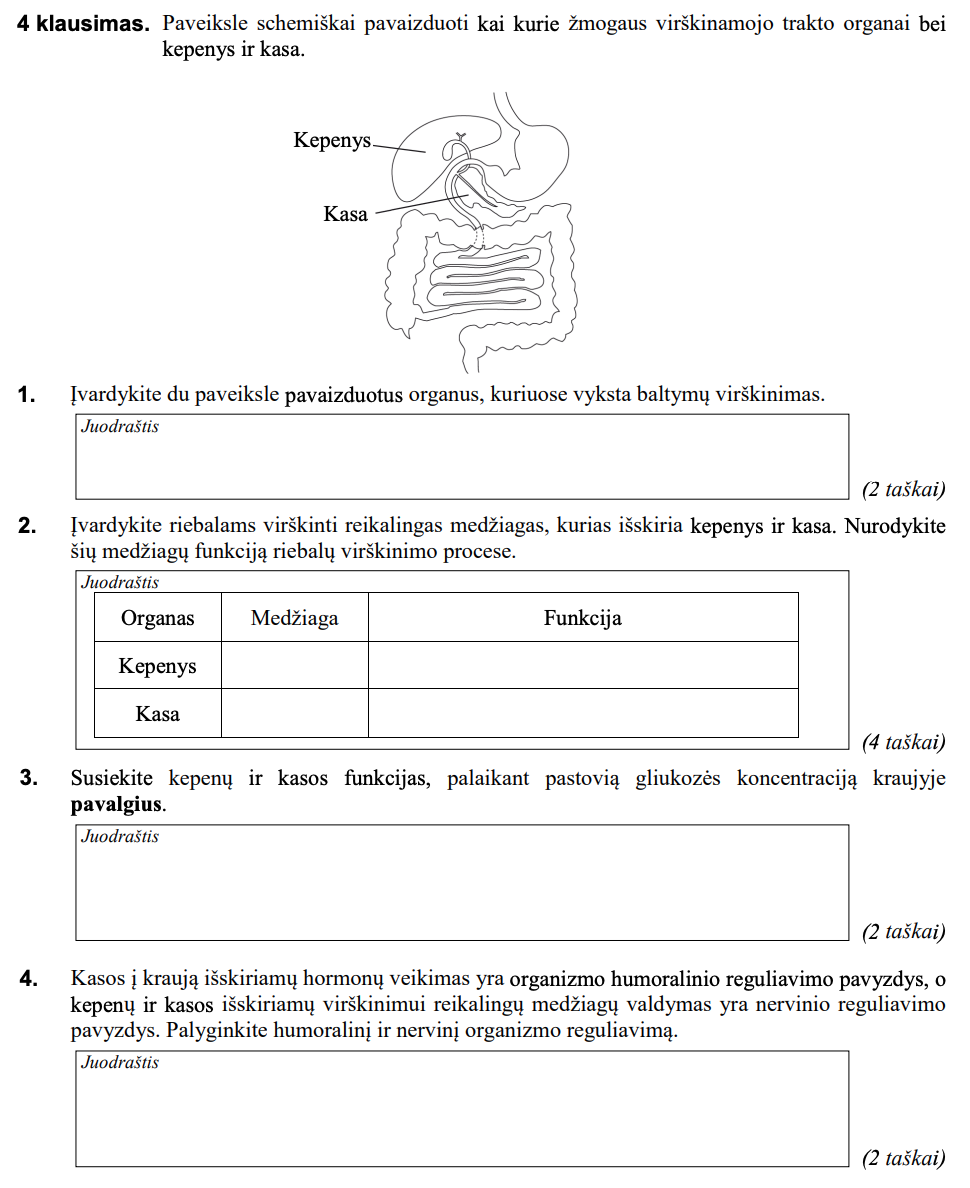 4 klausimas. Paveiksle schemiškai pavaizduoti kai kurie žmogaus virškinamojo trakto organai bei
kepenys ir kasa.
Kepenys
Kasa
1. Įvardykite du paveiksle pavaizduotus organus, kuriuose vyksta baltymų virškinimas.
Juodraštis
(2 taškai)
2. Įvardykite riebalams virškinti reikalingas medžiagas, kurias išskiria kepenys ir kasa. Nurodykite
šių medžiagų funkciją riebalų virškinimo procese.
Juodraštis
Organas Medžiaga Funkcija
Kepenys
Kasa
(4 taškai)
3. Susiekite kepenų ir kasos funkcijas, palaikant pastovią gliukozės koncentraciją kraujyje
pavalgius.
Juodraštis
(2 taškai)
4. Kasos į kraują išskiriamų hormonų veikimas yra organizmo humoralinio reguliavimo pavyzdys, o
kepenų ir kasos išskiriamų virškinimui reikalingų medžiagų valdymas yra nervinio reguliavimo
pavyzdys. Palyginkite humoralinį ir nervinį organizmo reguliavimą.
Juodraštis
(2 taškai)